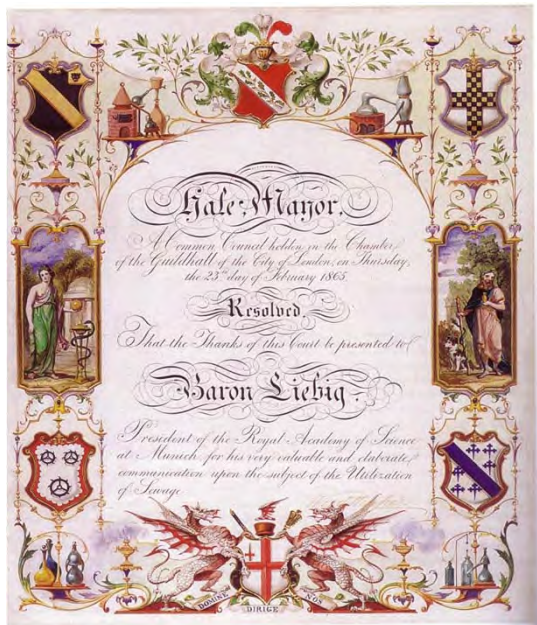 Hale, Mayor.
A Common Council holden in the Chamber
of the Guildhall of the City of London, on Thursday,
the 23rd day of February 1865.
Resolved,
That the Thanks of this Court be presented to
Baron Liebig.
President of the Royal Academy of Science
at Munich, for his very valuable and elaborate
communication upon the subject of the Utilization
of Sewage
DOMINE DIRIGE NOS